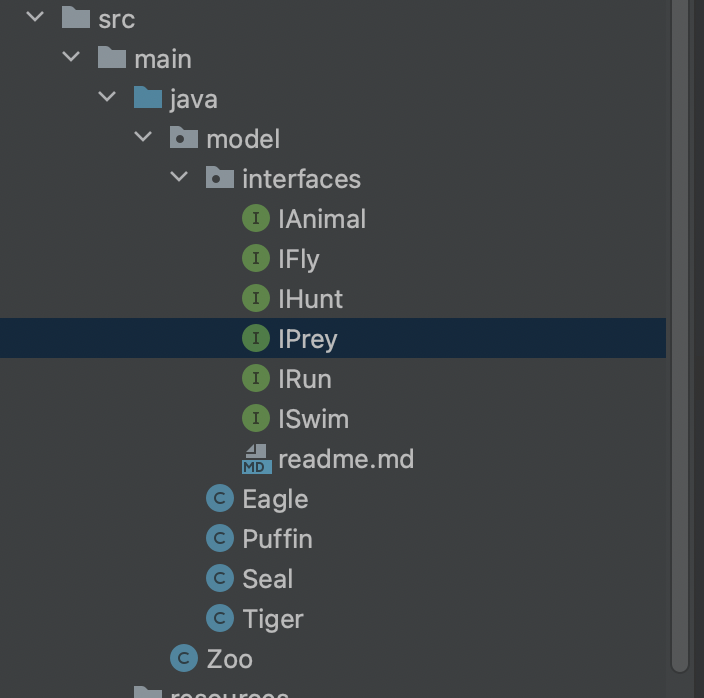 src
main
java
model
interfaces
I IAnimal
I IFly
I IHunt
I IPrey
I IRun
I ISwim
MD readme.md
C Eagle
C Puffin
C Seal
C Tiger
C Zoo
resources